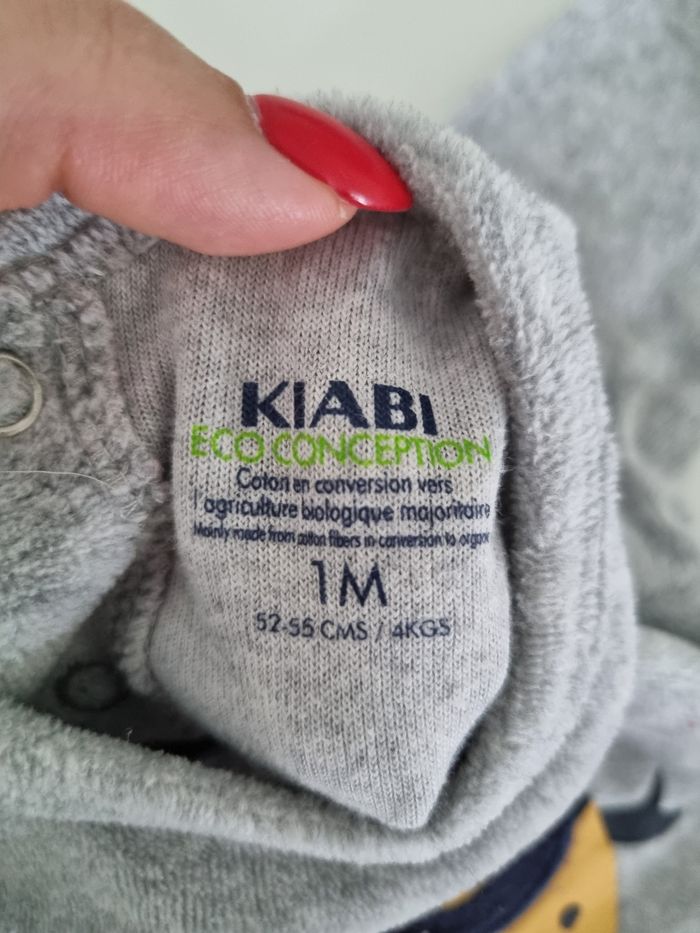 KIABI
ECO CONCEPTION
Coton en conversion vers
l'agriculture biologique majoritaire
Mainly made from cotton fibers in conversion to organic
1M
52-55 CMS / 4KGS